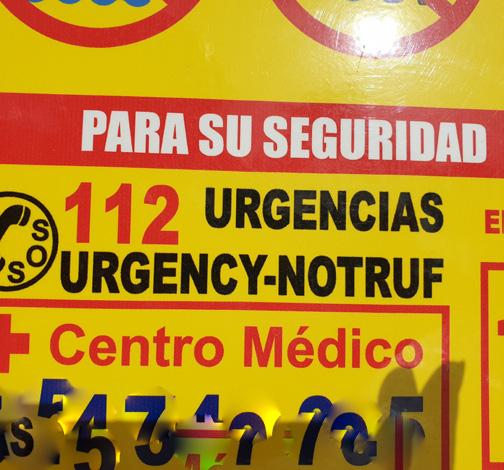 PARA SU SEGURIDAD
SOS
112 URGENCIAS
URGENCY-NOTRUF
Centro Médico